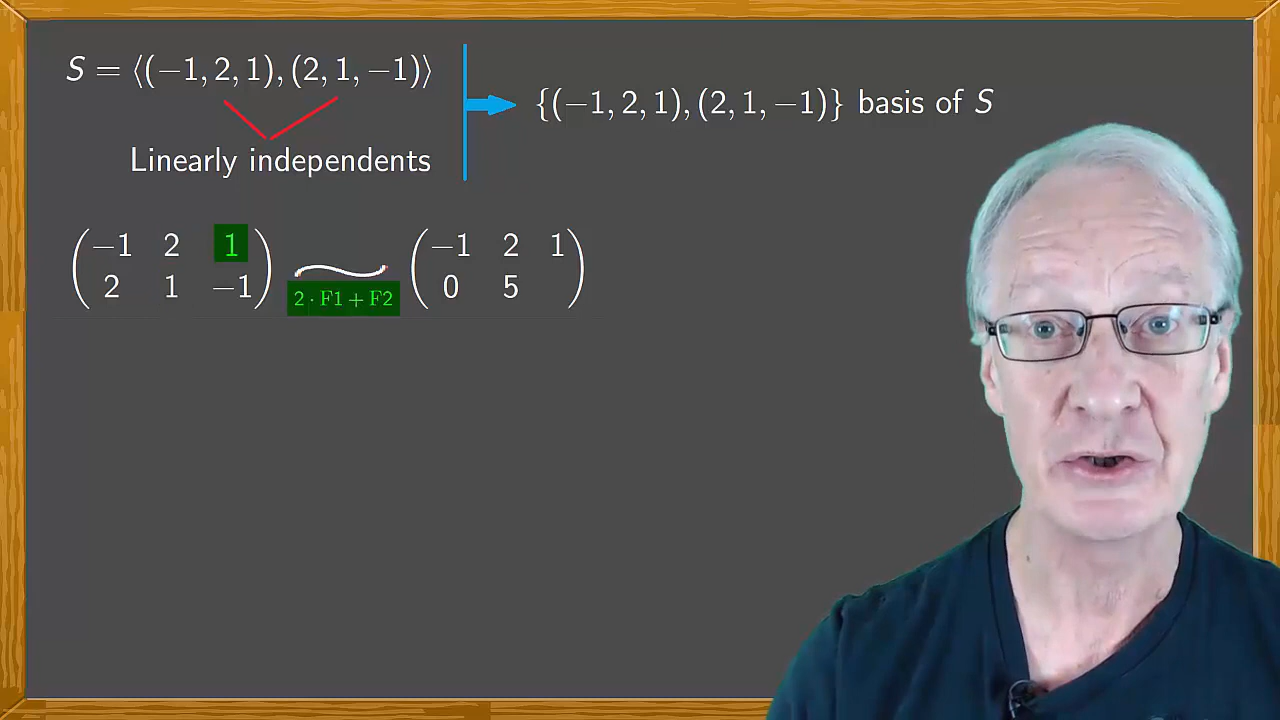 S = ⟨(−1, 2, 1), (2, 1, −1)⟩
{(−1, 2, 1), (2, 1, −1)} basis of S
Linearly independents
(−1 2 1) (−1 2 1)
(2 1 −1) 2 · F1 + F2 (0 5 )